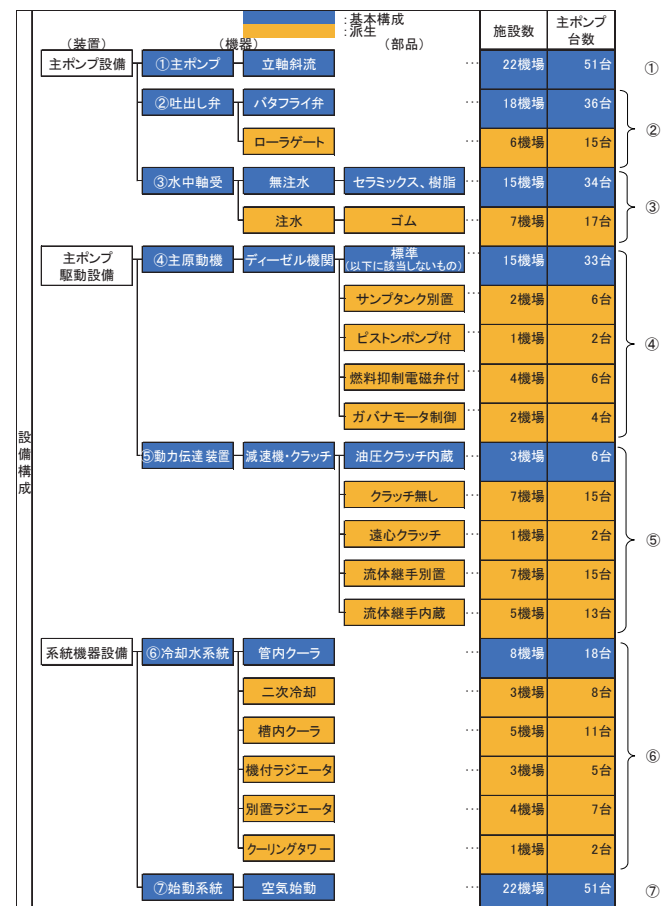 ：基本構成
：派生
（装置）
（機器）
（部品）
施設数
主ポンプ
台数
主ポンプ設備
①主ポンプ
立軸斜流
…
22機場
51台
①
②吐出し弁
バタフライ弁
…
18機場
36台
②
ローラゲート
…
6機場
15台
③水中軸受
無注水
セラミックス、樹脂
…
15機場
34台
③
注水
ゴム
…
7機場
17台
主ポンプ
駆動設備
④主原動機
ディーゼル機関
標準
（以下に該当しないもの）
…
15機場
33台
サンプタンク別置
…
2機場
6台
ピストンポンプ付
…
1機場
2台
④
燃料抑制電磁弁付
…
4機場
6台
ガバナモータ制御
…
2機場
4台
設備構成
⑤動力伝達装置
減速機・クラッチ
油圧クラッチ内蔵
…
3機場
6台
クラッチ無し
…
7機場
15台
遠心クラッチ
…
1機場
2台
⑤
流体継手別置
…
7機場
15台
流体継手内蔵
…
5機場
13台
系統機器設備
⑥冷却水系統
管内クーラ
…
8機場
18台
二次冷却
…
3機場
8台
槽内クーラ
…
5機場
11台
⑥
機付ラジエータ
…
3機場
5台
別置ラジエータ
…
4機場
7台
クーリングタワー
…
1機場
2台
⑦始動系統
空気始動
…
22機場
51台
⑦